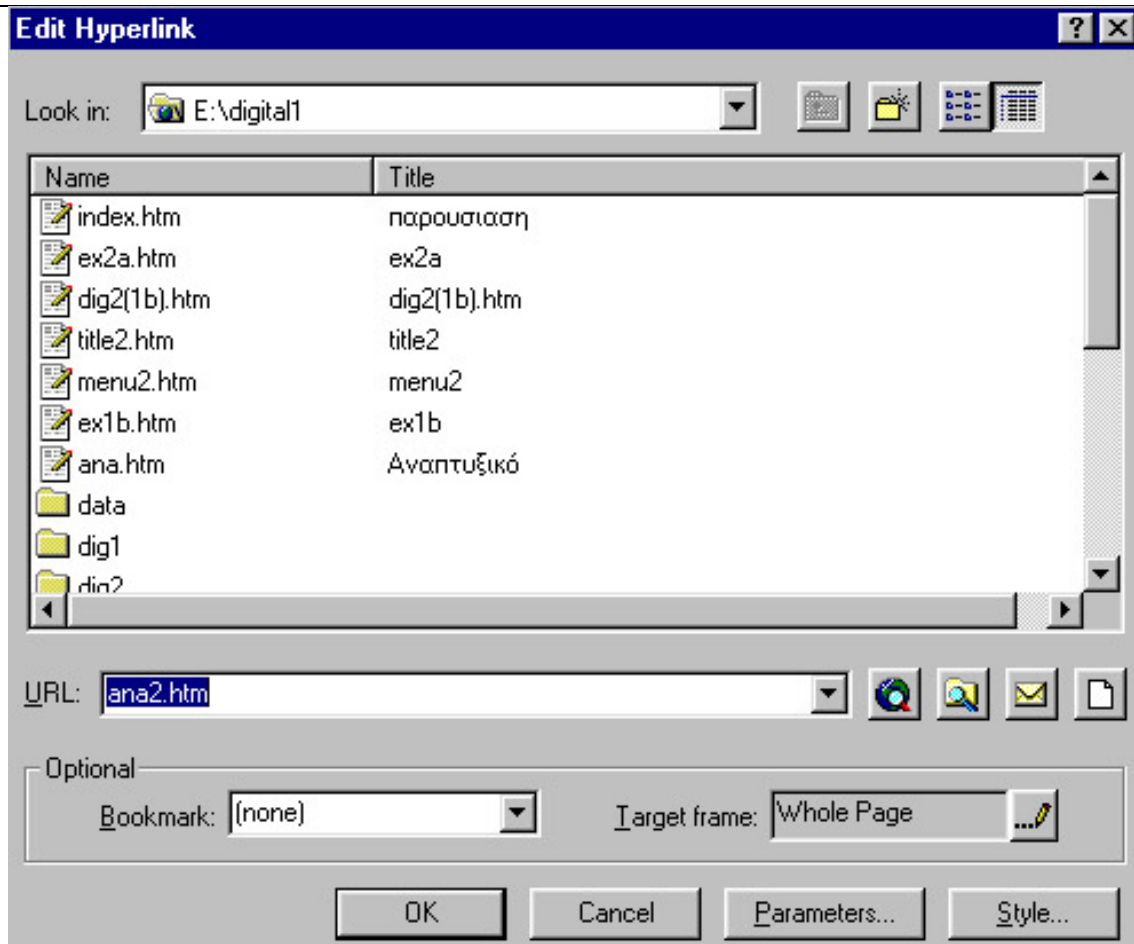 Edit Hyperlink
Look in: E:\digital1
Name Title
index.htm παρουσιαση
ex2a.htm ex2a
dig2(1b).htm dig2(1b).htm
title2.htm title2
menu2.htm menu2
ex1b.htm ex1b
ana.htm Αναπτυξικό
data
dig1
dig2
URL: ana2.htm
Optional
Bookmark: (none) Target frame: Whole Page ...
OK Cancel Parameters... Style...